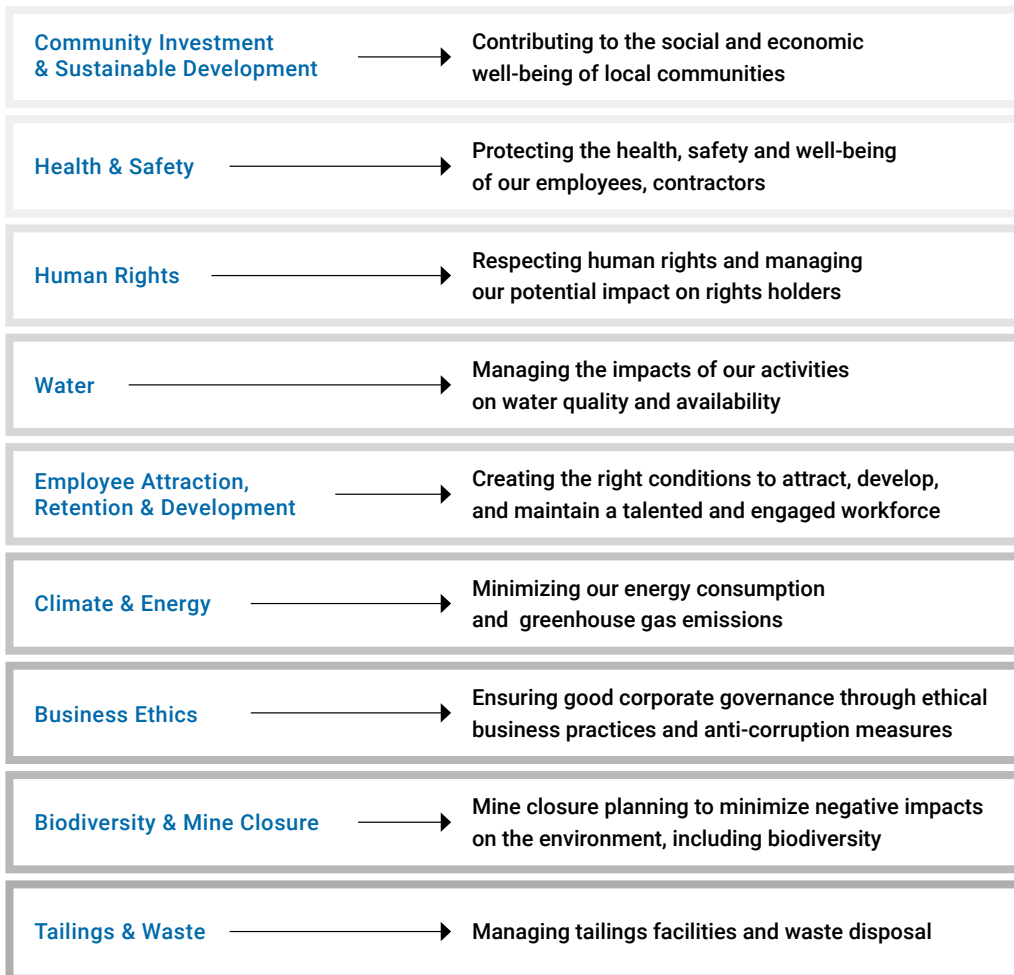 Community Investment
& Sustainable Development
Contributing to the social and economic
well-being of local communities
Health & Safety
Protecting the health, safety and well-being
of our employees, contractors
Human Rights
Respecting human rights and managing
our potential impact on rights holders
Water
Managing the impacts of our activities
on water quality and availability
Employee Attraction,
Retention & Development
Creating the right conditions to attract, develop,
and maintain a talented and engaged workforce
Climate & Energy
Minimizing our energy consumption
and  greenhouse gas emissions
Business Ethics
Ensuring good corporate governance through ethical
business practices and anti-corruption measures
Biodiversity & Mine Closure
Mine closure planning to minimize negative impacts
on the environment, including biodiversity
Tailings & Waste
Managing tailings facilities and waste disposal